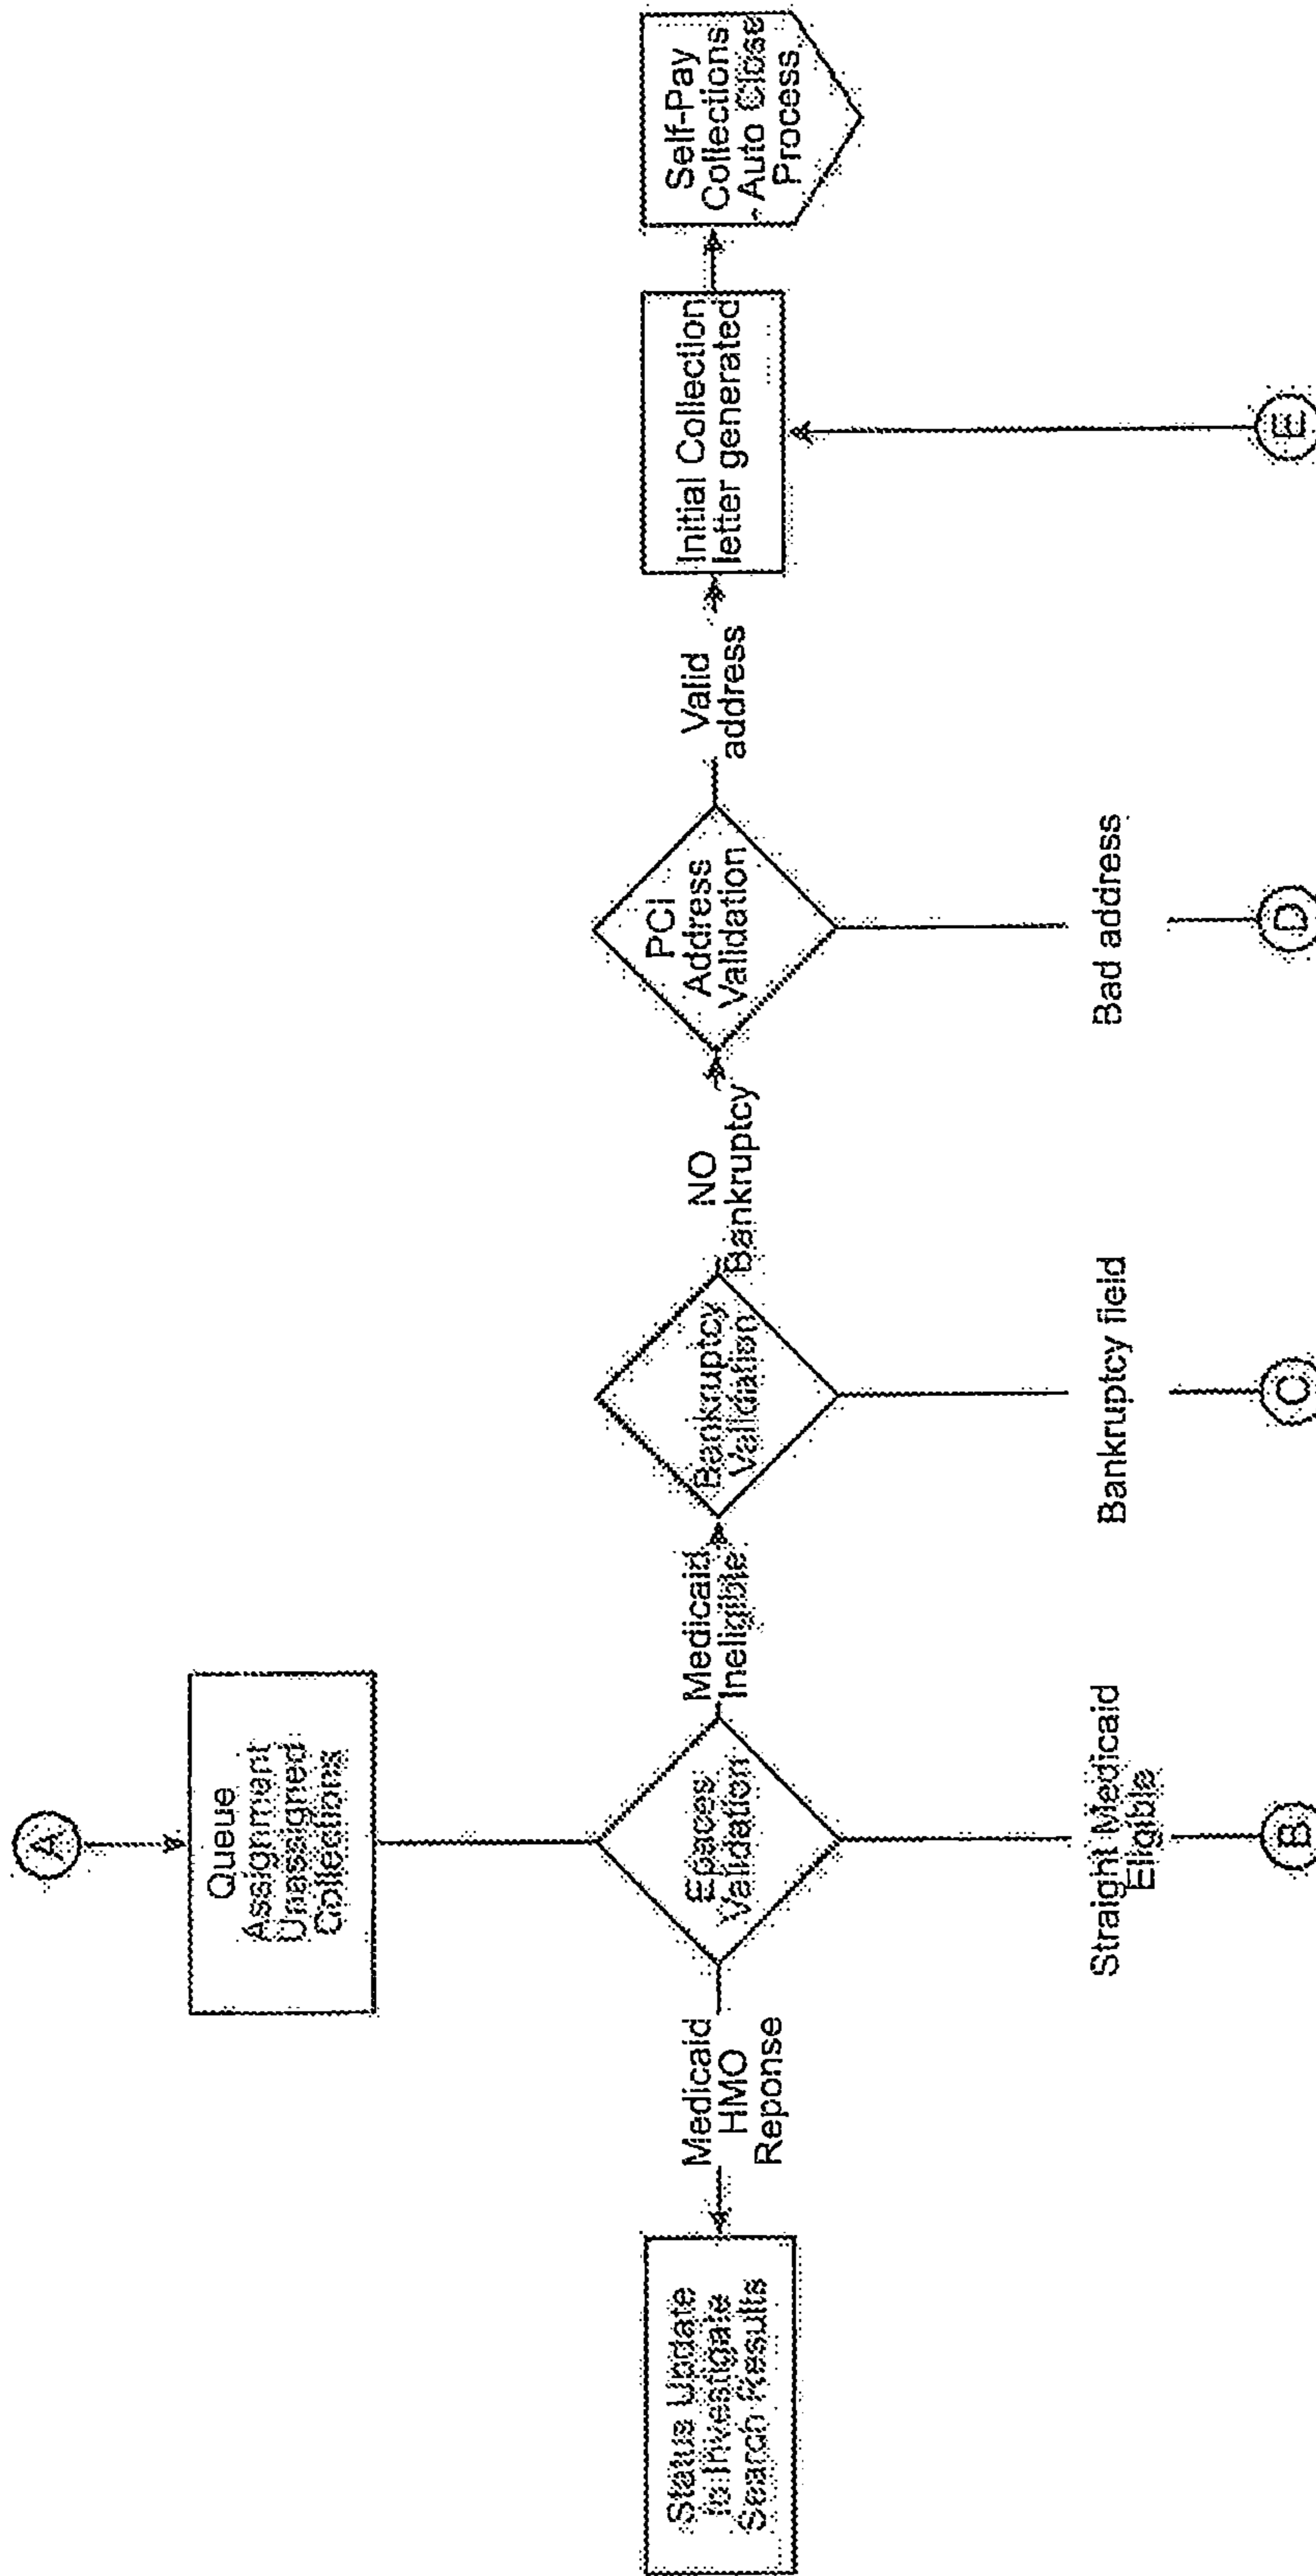 A
Queue
Assignment
Unassigned
Collections
Status Update
to Investigate
Search Results
Medicaid
HMO
Reponse
Epaces
Validation
Medicaid
Ineligible
Bankruptcy
Validation
NO
Bankruptcy
PCI
Address
Validation
Valid
address
Initial Collection
letter generated
Self-Pay
Collections
- Auto Close
Process
Straight Medicaid
Eligible
Bankruptcy field
Bad address
B
C
D
E